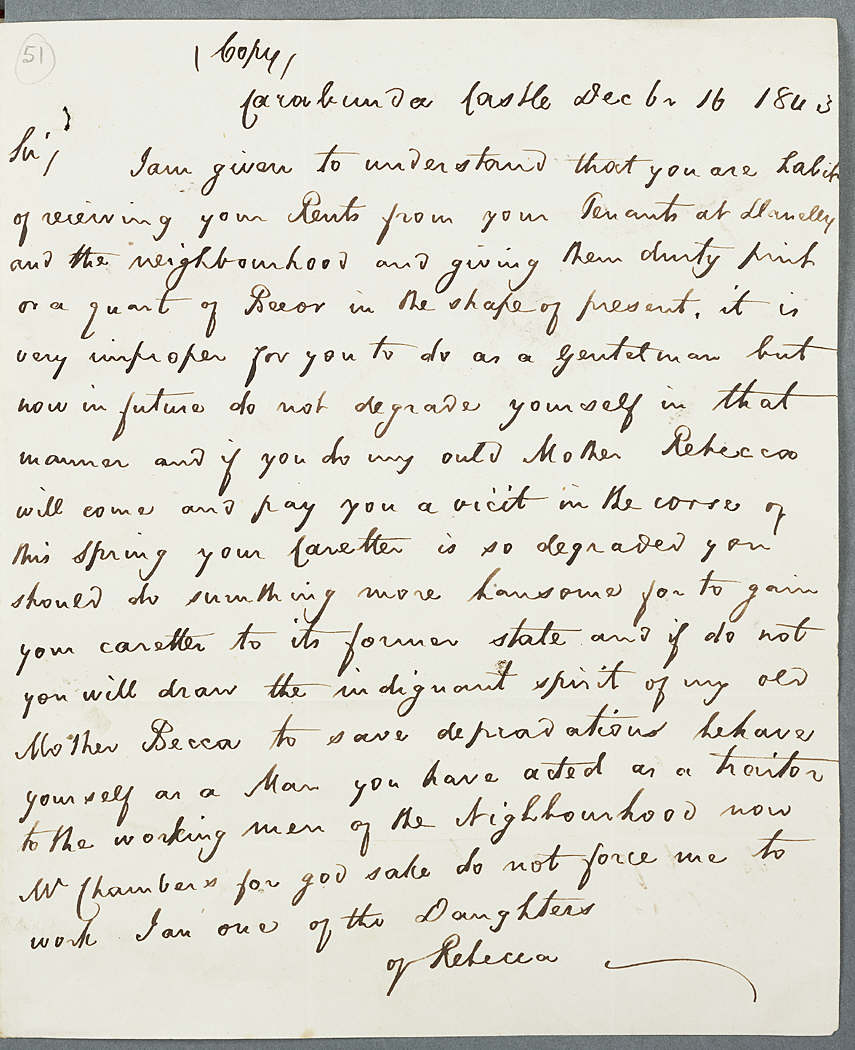 51
(Copy)
Carabunda Castle Decbr 16 1843
Sir,
I am given to understand that you are habit
of receiving your Rents from your Tenants at Llanelly
and the neighbourhood and giving them durty pint
or a quart of Beeor in the shape of present. it is
very improper for you to do as a Gentelman but
now in future do not degrade yourself in that
manner and if you do my ould Mother Rebecca
will come and pay you a vicit in the corse of
this Spring your Caretter is so degraded you
should do sumthing more hansome for to gain
your caretter to its former state and if do not
you will draw the indignant spirit of my old
Mother Becca to save depradations behave
yourself as a Man you have acted as a traitor
to the working men of the Nighbourhood now
Mr Chambers for god sake do not force me to
work I am one of the Daughters
of Rebecca